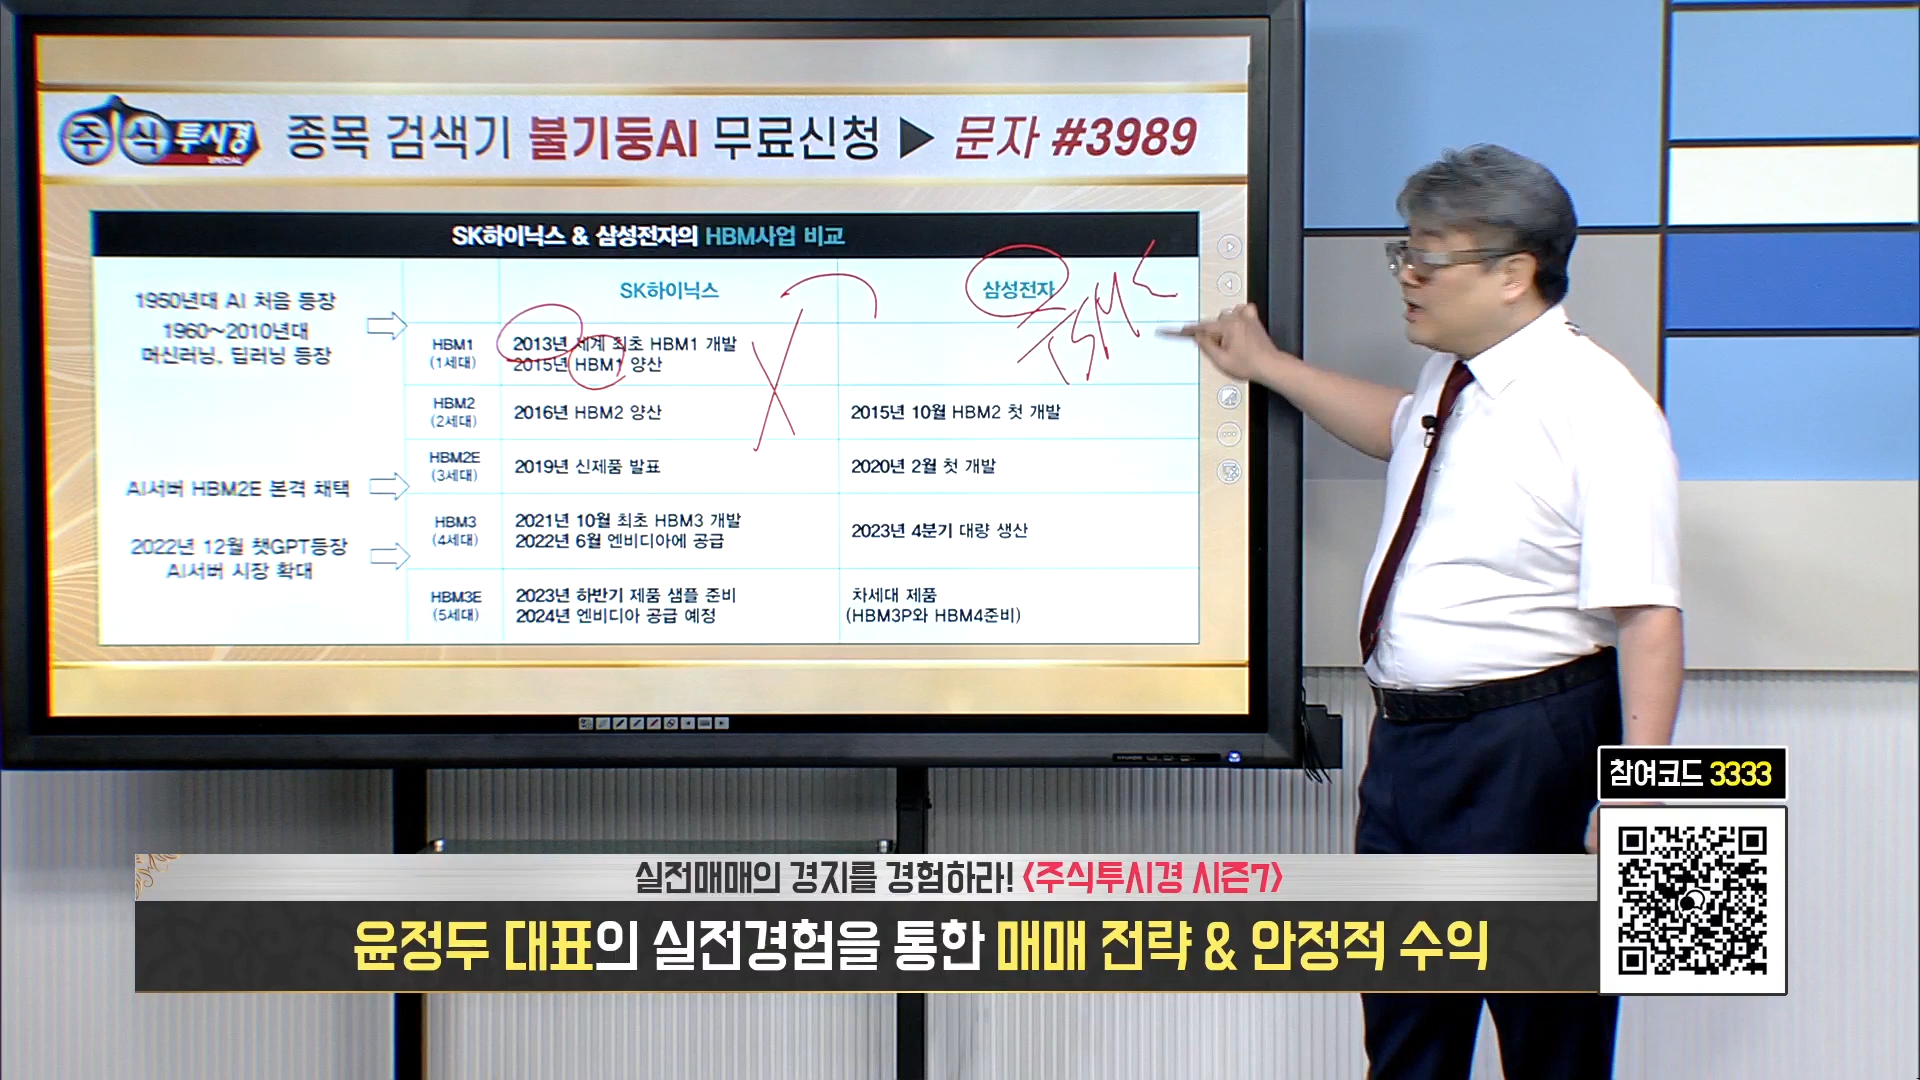 주식투시경
SPECIAL
종목 검색기 불기둥AI 무료신청 ▶ 문자 #3989
SK하이닉스 & 삼성전자의 HBM사업 비교
SK하이닉스
삼성전자
TSMC
1950년대 AI 처음 등장
1960~2010년대
머신러닝, 딥러닝 등장
HBM1
(1세대)
2013년 세계 최초 HBM1 개발
2015년 HBM1 양산
HBM2
(2세대)
2016년 HBM2 양산
2015년 10월 HBM2 첫 개발
AI서버 HBM2E 본격 채택
HBM2E
(3세대)
2019년 신제품 발표
2020년 2월 첫 개발
2022년 12월 챗GPT등장
AI서버 시장 확대
HBM3
(4세대)
2021년 10월 최초 HBM3 개발
2022년 6월 엔비디아에 공급
2023년 4분기 대량 생산
HBM3E
(5세대)
2023년 하반기 제품 샘플 준비
2024년 엔비디아 공급 예정
차세대 제품
(HBM3P와 HBM4준비)
참여코드 3333
실전매매의 경지를 경험하라! <주식투시경 시즌7>
윤정두 대표의 실전경험을 통한 매매 전략 & 안정적 수익